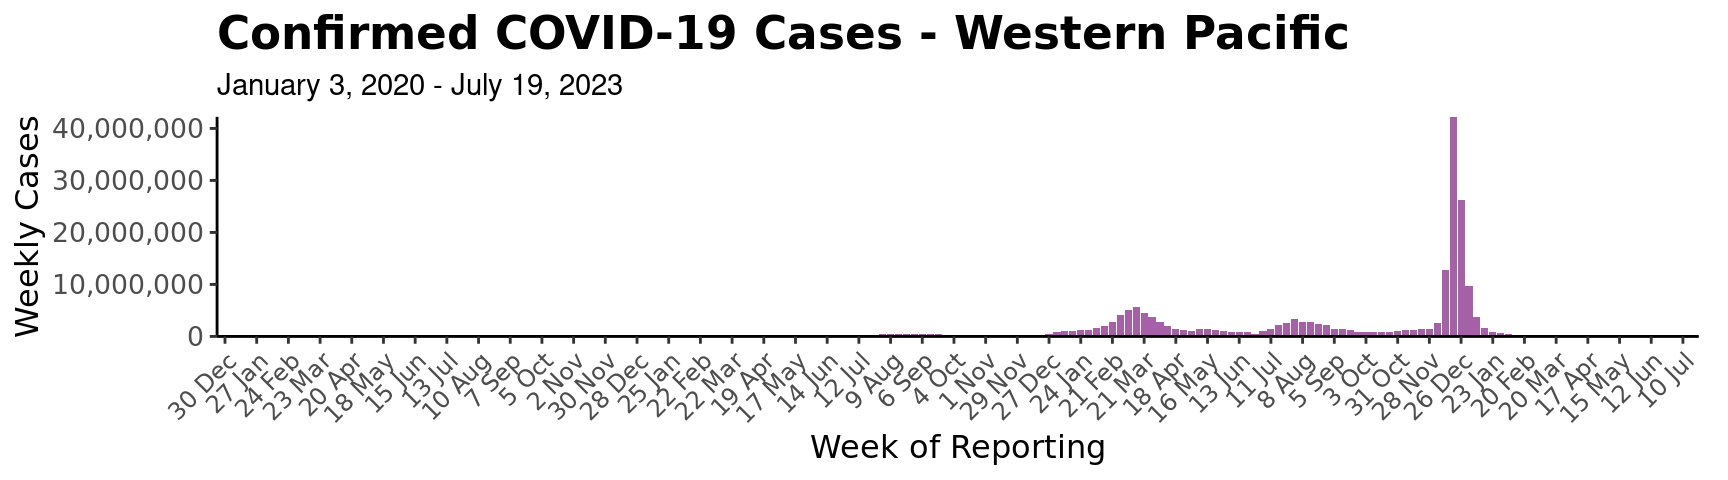 Confirmed COVID-19 Cases - Western Pacific
January 3, 2020 - July 19, 2023
Weekly Cases
40,000,000
30,000,000
20,000,000
10,000,000
0
30 Dec
27 Jan
24 Feb
23 Mar
20 Apr
18 May
15 Jun
13 Jul
10 Aug
7 Sep
5 Oct
2 Nov
30 Nov
28 Dec
25 Jan
22 Feb
22 Mar
19 Apr
17 May
14 Jun
12 Jul
9 Aug
6 Sep
4 Oct
1 Nov
29 Nov
27 Dec
24 Jan
21 Feb
21 Mar
18 Apr
16 May
13 Jun
11 Jul
8 Aug
5 Sep
3 Oct
31 Oct
28 Nov
26 Dec
23 Jan
20 Feb
20 Mar
17 Apr
15 May
12 Jun
10 Jul
Week of Reporting